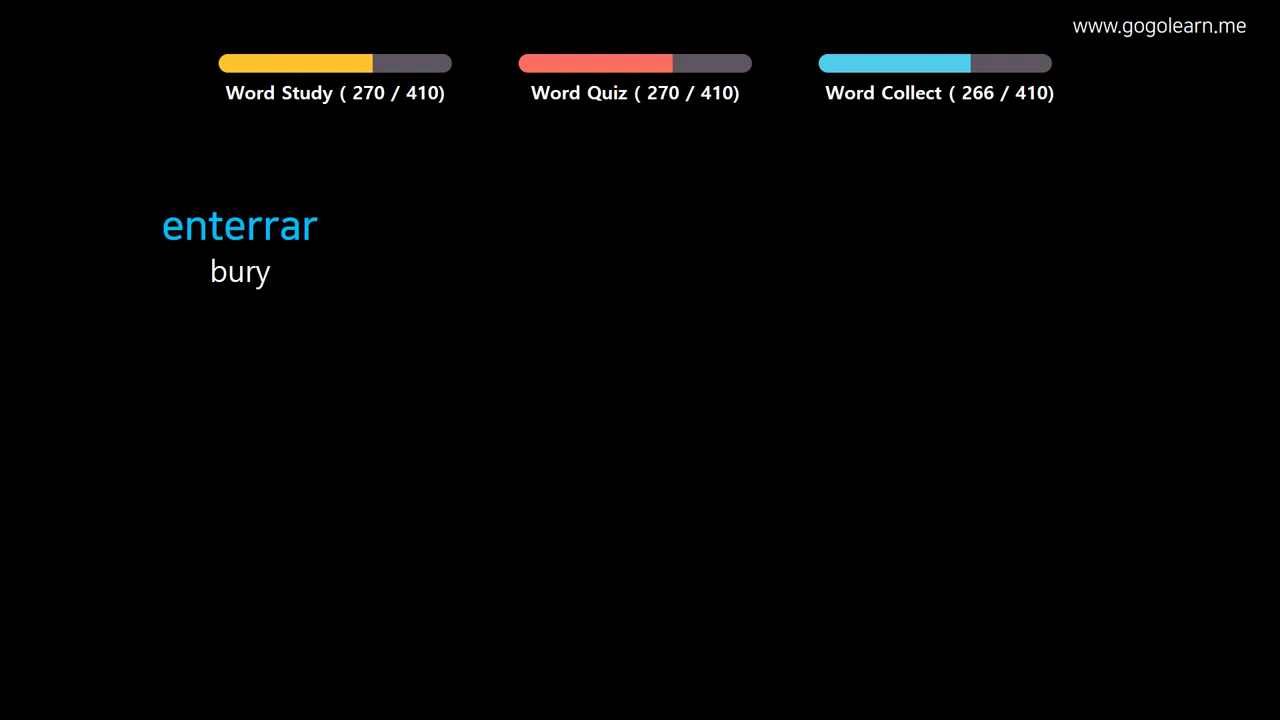 www.gogolearn.me
Word Study ( 270 / 410)
Word Quiz ( 270 / 410)
Word Collect ( 266 / 410)
enterrar
bury